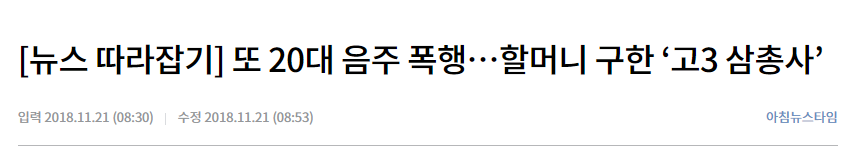 [뉴스 따라잡기] 또 20대 음주 폭행…할머니 구한 ‘고3 삼총사’
입력 2018.11.21 (08:30) | 수정 2018.11.21 (08:53) 아침뉴스타임